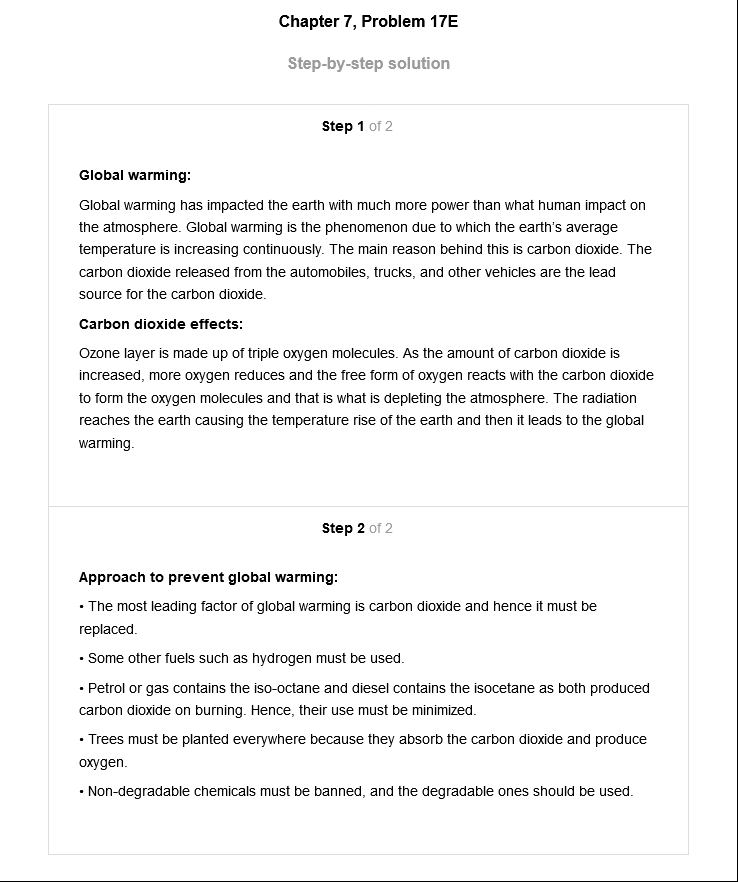 Chapter 7, Problem 17E
Step-by-step solution
Step 1 of 2
Global warming:
Global warming has impacted the earth with much more power than what human impact on
the atmosphere. Global warming is the phenomenon due to which the earth's average
temperature is increasing continuously. The main reason behind this is carbon dioxide. The
carbon dioxide released from the automobiles, trucks, and other vehicles are the lead
source for the carbon dioxide.
Carbon dioxide effects:
Ozone layer is made up of triple oxygen molecules. As the amount of carbon dioxide is
increased, more oxygen reduces and the free form of oxygen reacts with the carbon dioxide
to form the oxygen molecules and that is what is depleting the atmosphere. The radiation
reaches the earth causing the temperature rise of the earth and then it leads to the global
warming.
Step 2 of 2
Approach to prevent global warming:
• The most leading factor of global warming is carbon dioxide and hence it must be
replaced.
• Some other fuels such as hydrogen must be used.
• Petrol or gas contains the iso-octane and diesel contains the isocetane as both produced
carbon dioxide on burning. Hence, their use must be minimized.
• Trees must be planted everywhere because they absorb the carbon dioxide and produce
oxygen.
• Non-degradable chemicals must be banned, and the degradable ones should be used.